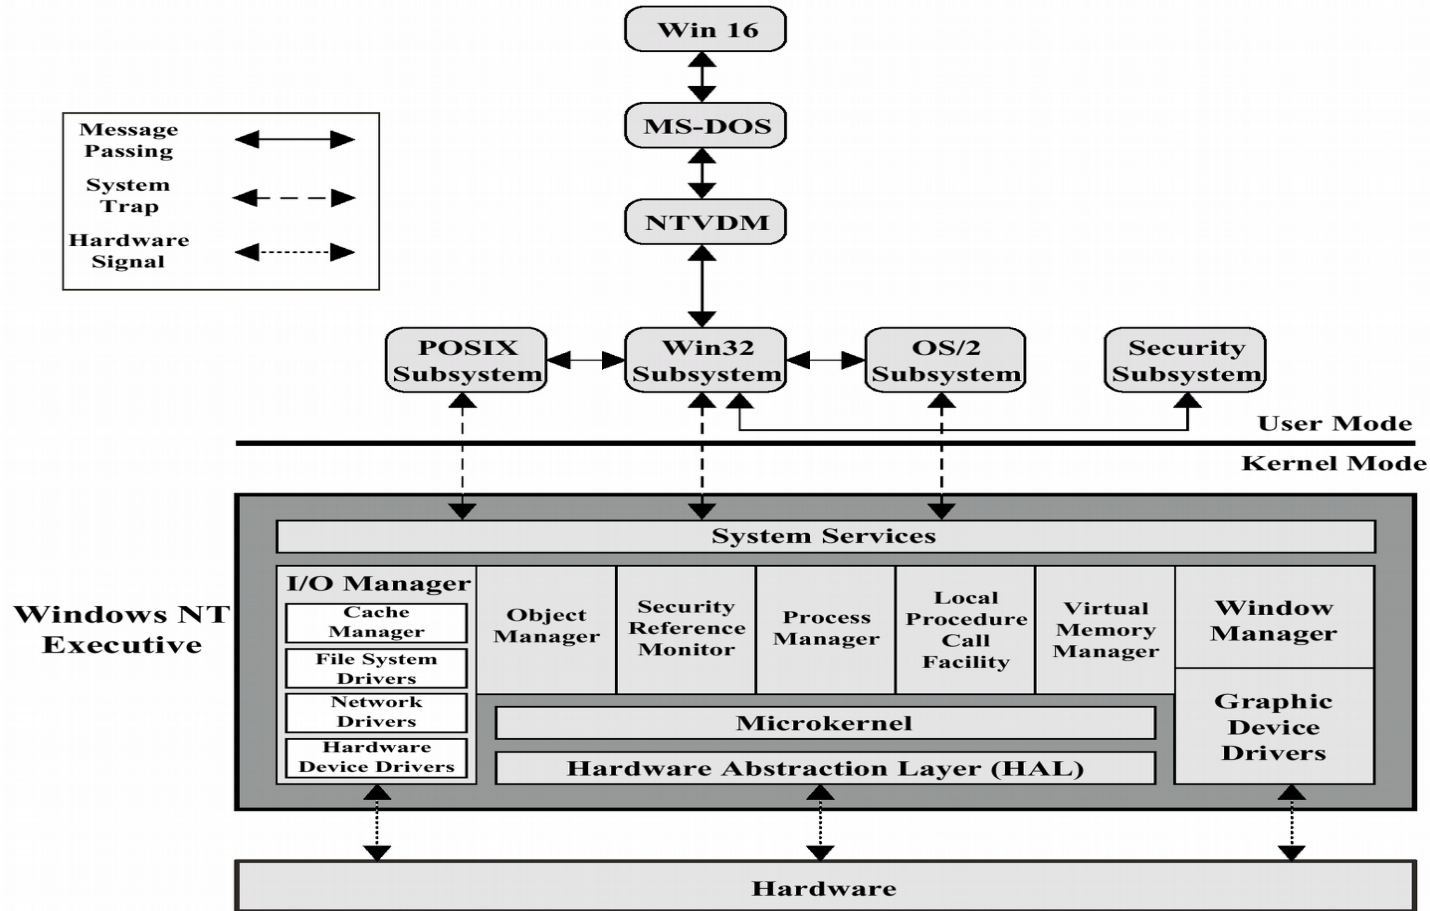 Win 16
MS-DOS
NTVDM
Message
Passing
System
Trap
Hardware
Signal
POSIX
Subsystem
Win32
Subsystem
OS/2
Subsystem
Security
Subsystem
User Mode
Kernel Mode
Windows NT
Executive
System Services
I/O Manager
Cache
Manager
File System
Drivers
Network
Drivers
Hardware
Device Drivers
Object
Manager
Security
Reference
Monitor
Process
Manager
Local
Procedure
Call
Facility
Virtual
Memory
Manager
Window
Manager
Graphic
Device
Drivers
Microkernel
Hardware Abstraction Layer (HAL)
Hardware